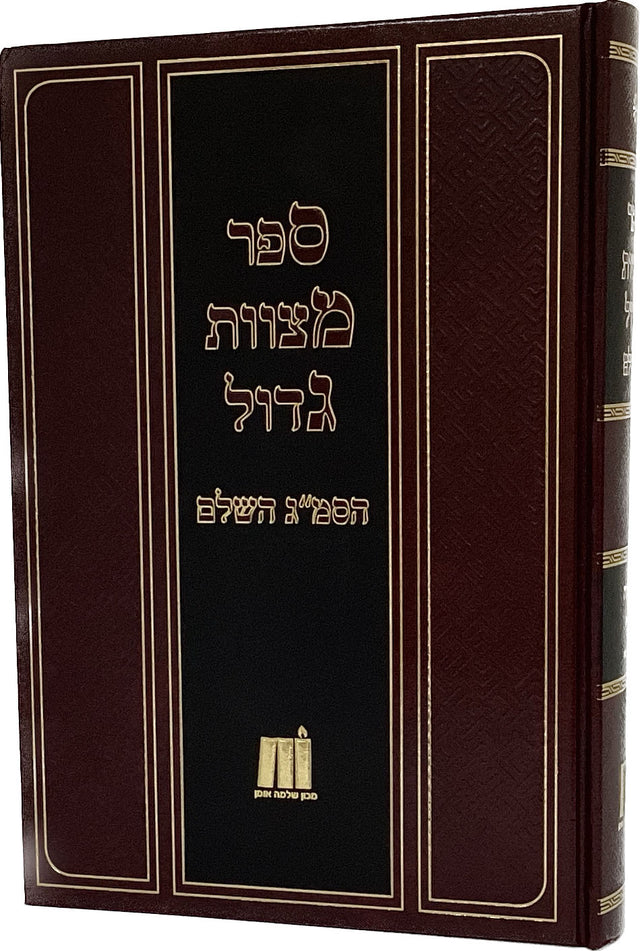 ספר
מצוות
גדול
הסמ"ג השלם
מכון שלמה אומן